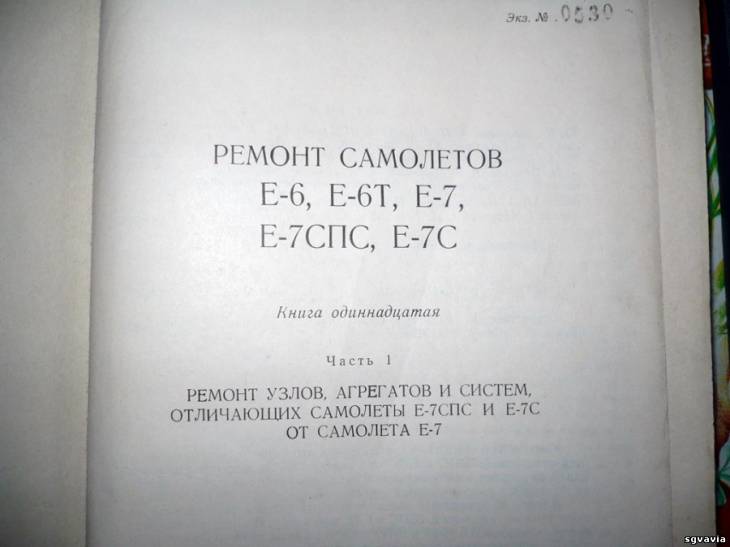 Экз. № .0530
РЕМОНТ САМОЛЕТОВ
Е-6, Е-6Т, Е-7,
Е-7СПС, Е-7С
Книга одиннадцатая
Часть 1
РЕМОНТ УЗЛОВ, АГРЕГАТОВ И СИСТЕМ,
ОТЛИЧАЮЩИХ САМОЛЕТЫ Е-7СПС И Е-7С
ОТ САМОЛЕТА Е-7
sgvavia